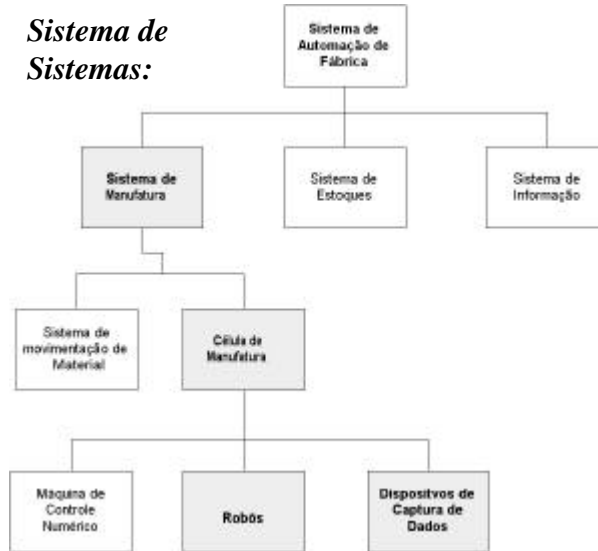 Sistema de
Sistemas:
Sistema de
Automação de
Fábrica
Sistema de
Manufatura
Sistema de
Estoques
Sistema de
Informação
Sistema de
movimentação de
Material
Célula de
Manufatura
Máquina de
Controle
Numérico
Robôs
Dispositvos de
Captura de
Dados